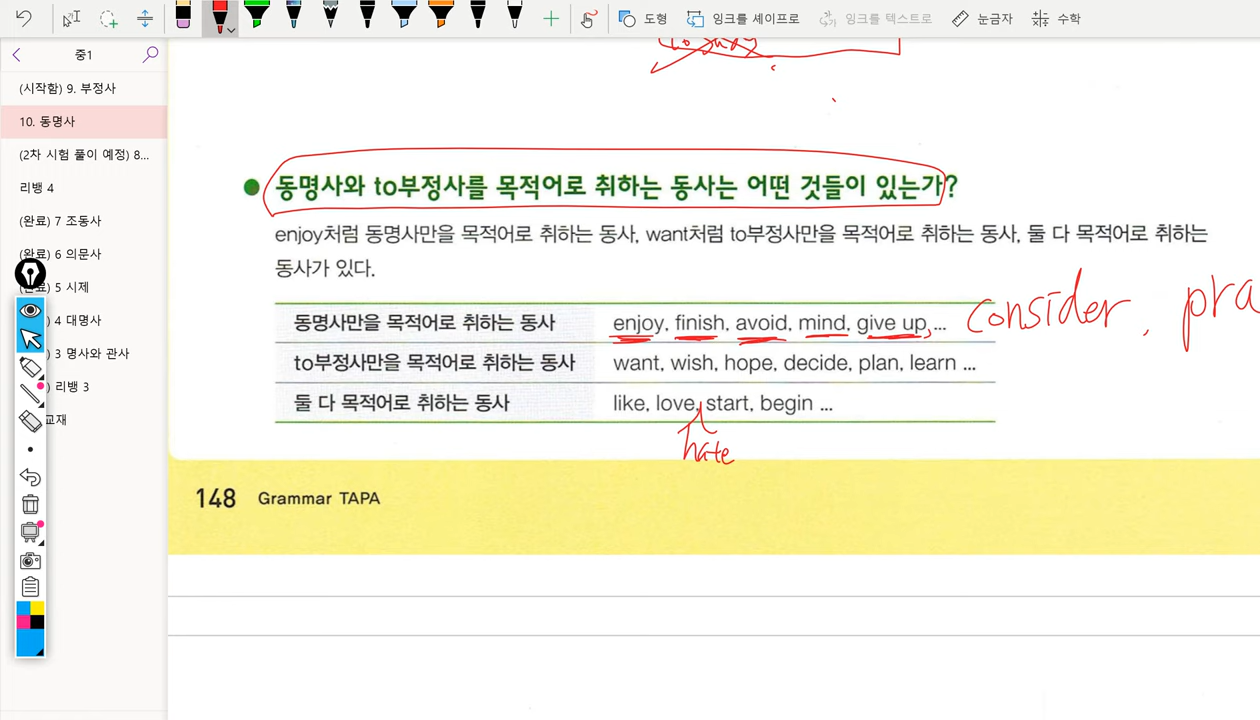 도형
잉크를 셰이프로
잉크를 텍스트로
눈금자
수학
중1
(시작함) 9. 부정사
10. 동명사
(2차 시험 풀이 예정) 8...
리뱅 4
(완료) 7 조동사
(완료) 6 의문사
5 시제
4 대명사
) 3 명사와 관사
) 리뱅 3
교재
동명사와 to부정사를 목적어로 취하는 동사는 어떤 것들이 있는가?
enjoy처럼 동명사만을 목적어로 취하는 동사, want처럼 to부정사만을 목적어로 취하는 동사, 둘 다 목적어로 취하는
동사가 있다.
동명사만을 목적어로 취하는 동사 enjoy, finish, avoid, mind, give up, ... consider, pra
to부정사만을 목적어로 취하는 동사 want, wish, hope, decide, plan, learn ...
둘 다 목적어로 취하는 동사 like, love, start, begin ...
hate
148 Grammar TAPA